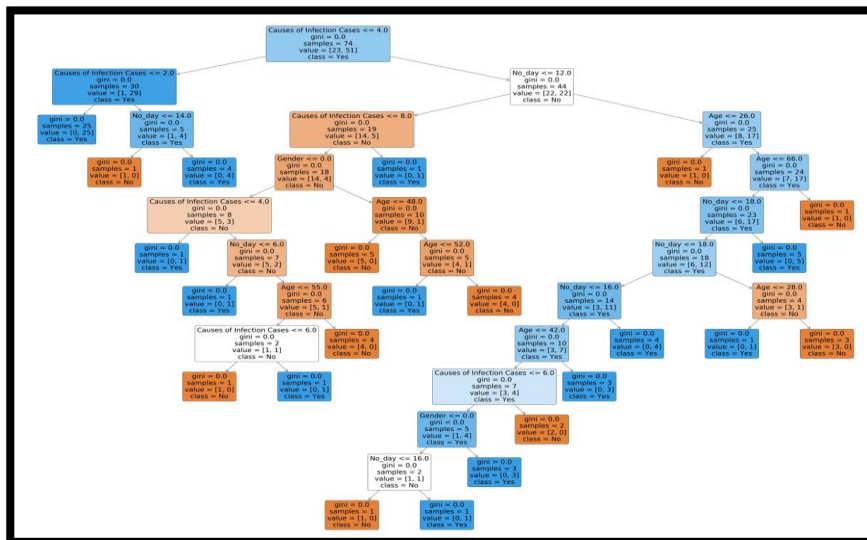 Causes of Infection Cases <= 4.0
gini = 0.0
samples = 74
value = [23, 51]
class = Yes
Causes of Infection Cases <= 2.0
gini = 0.0
samples = 30
value = [1, 29]
class = Yes
No_day <= 12.0
gini = 0.0
samples = 44
value = [22, 22]
class = No
gini = 0.0
samples = 25
value = [0, 25]
class = Yes
No_day <= 14.0
gini = 0.0
samples = 5
value = [1, 4]
class = Yes
Causes of Infection Cases <= 8.0
gini = 0.0
samples = 19
value = [14, 5]
class = No
Age <= 26.0
gini = 0.0
samples = 25
value = [8, 17]
class = Yes
gini = 0.0
samples = 1
value = [1, 0]
class = No
gini = 0.0
samples = 4
value = [0, 4]
class = Yes
Gender <= 0.0
gini = 0.0
samples = 18
value = [14, 4]
class = No
gini = 0.0
samples = 1
value = [0, 1]
class = Yes
gini = 0.0
samples = 1
value = [1, 0]
class = No
Age <= 66.0
gini = 0.0
samples = 24
value = [7, 17]
class = Yes
Causes of Infection Cases <= 4.0
gini = 0.0
samples = 8
value = [5, 3]
class = No
Age <= 48.0
gini = 0.0
samples = 10
value = [9, 1]
class = No
No_day <= 18.0
gini = 0.0
samples = 23
value = [6, 17]
class = Yes
gini = 0.0
samples = 1
value = [1, 0]
class = No
gini = 0.0
samples = 1
value = [0, 1]
class = Yes
No_day <= 6.0
gini = 0.0
samples = 7
value = [5, 2]
class = No
gini = 0.0
samples = 5
value = [5, 0]
class = No
Age <= 52.0
gini = 0.0
samples = 5
value = [4, 1]
class = No
No_day <= 18.0
gini = 0.0
samples = 18
value = [6, 12]
class = Yes
gini = 0.0
samples = 5
value = [0, 5]
class = Yes
gini = 0.0
samples = 1
value = [0, 1]
class = Yes
Age <= 55.0
gini = 0.0
samples = 6
value = [5, 1]
class = No
gini = 0.0
samples = 1
value = [0, 1]
class = Yes
gini = 0.0
samples = 4
value = [4, 0]
class = No
No_day <= 16.0
gini = 0.0
samples = 14
value = [3, 11]
class = Yes
Age <= 28.0
gini = 0.0
samples = 4
value = [3, 1]
class = No
Causes of Infection Cases <= 6.0
gini = 0.0
samples = 2
value = [1, 1]
class = No
gini = 0.0
samples = 4
value = [4, 0]
class = No
Age <= 42.0
gini = 0.0
samples = 10
value = [3, 7]
class = Yes
gini = 0.0
samples = 4
value = [0, 4]
class = Yes
gini = 0.0
samples = 1
value = [0, 1]
class = Yes
gini = 0.0
samples = 3
value = [3, 0]
class = No
gini = 0.0
samples = 1
value = [1, 0]
class = No
gini = 0.0
samples = 1
value = [0, 1]
class = Yes
Causes of Infection Cases <= 6.0
gini = 0.0
samples = 7
value = [3, 4]
class = Yes
gini = 0.0
samples = 3
value = [0, 3]
class = Yes
Gender <= 0.0
gini = 0.0
samples = 5
value = [1, 4]
class = Yes
gini = 0.0
samples = 2
value = [2, 0]
class = No
No_day <= 16.0
gini = 0.0
samples = 2
value = [1, 1]
class = No
gini = 0.0
samples = 3
value = [0, 3]
class = Yes
gini = 0.0
samples = 1
value = [1, 0]
class = No
gini = 0.0
samples = 1
value = [0, 1]
class = Yes